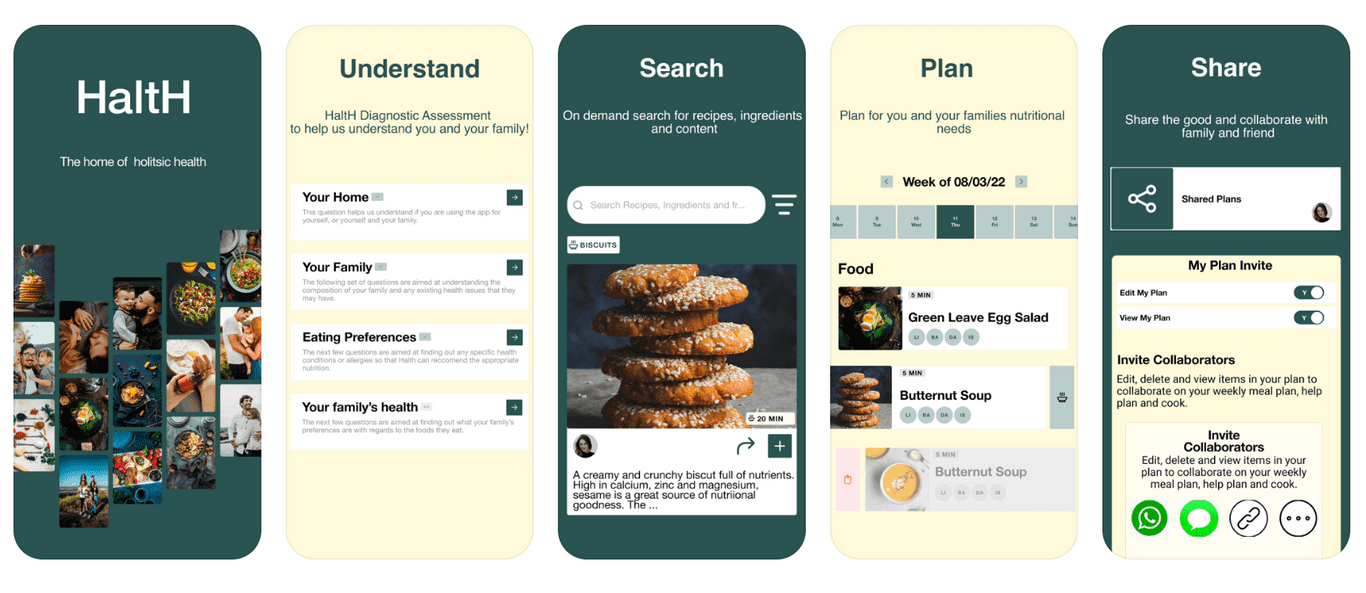 HaltH
The home of holitsic health
Understand
HaltH Diagnostic Assessment
to help us understand you and your family!
Your Home
This question helps us understand if you are using the app for
yourself, or yourself and your family.
Your Family
The following set of questions are aimed at understanding the
composition of your family and any existing health issues that they
may have.
Eating Preferences
The next few questions are aimed at finding out any specific health
conditions or allergies so that Halth can reccomend the appropriate
nutrition.
Your family's health
The next few questions are aimed at finding out what your family's
preferences are with regards to the foods they eat.
Search
On demand search for recipes, ingredients
and content
Search Recipes, Ingredients and fr...
BISCUITS
20 MIN
A creamy and crunchy biscut full of nutrients.
High in calcium, zinc and magnesium,
sesame is a great source of nutriional
goodness. The ...
Plan
Plan for you and your families nutritional
needs
Week of 08/03/22
9 10 11 12 13 14
Mon Tue Wed Thu Fri Sat Sun
Food
5 MIN
Green Leave Egg Salad
LI BA DA IS
5 MIN
Butternut Soup
LI BA DA IS
5 MIN
Butternut Soup
LI BA DA IS
Share
Share the good and collaborate with
family and friend
Shared Plans
My Plan Invite
Edit My Plan Y
View My Plan Y
Invite Collaborators
Edit, delete and view items in your plan to
collaborate on your weekly meal plan, help
plan and cook.
Invite
Collaborators
Edit, delete and view items in your
plan to collaborate on your weekly
meal plan, help plan and cook.